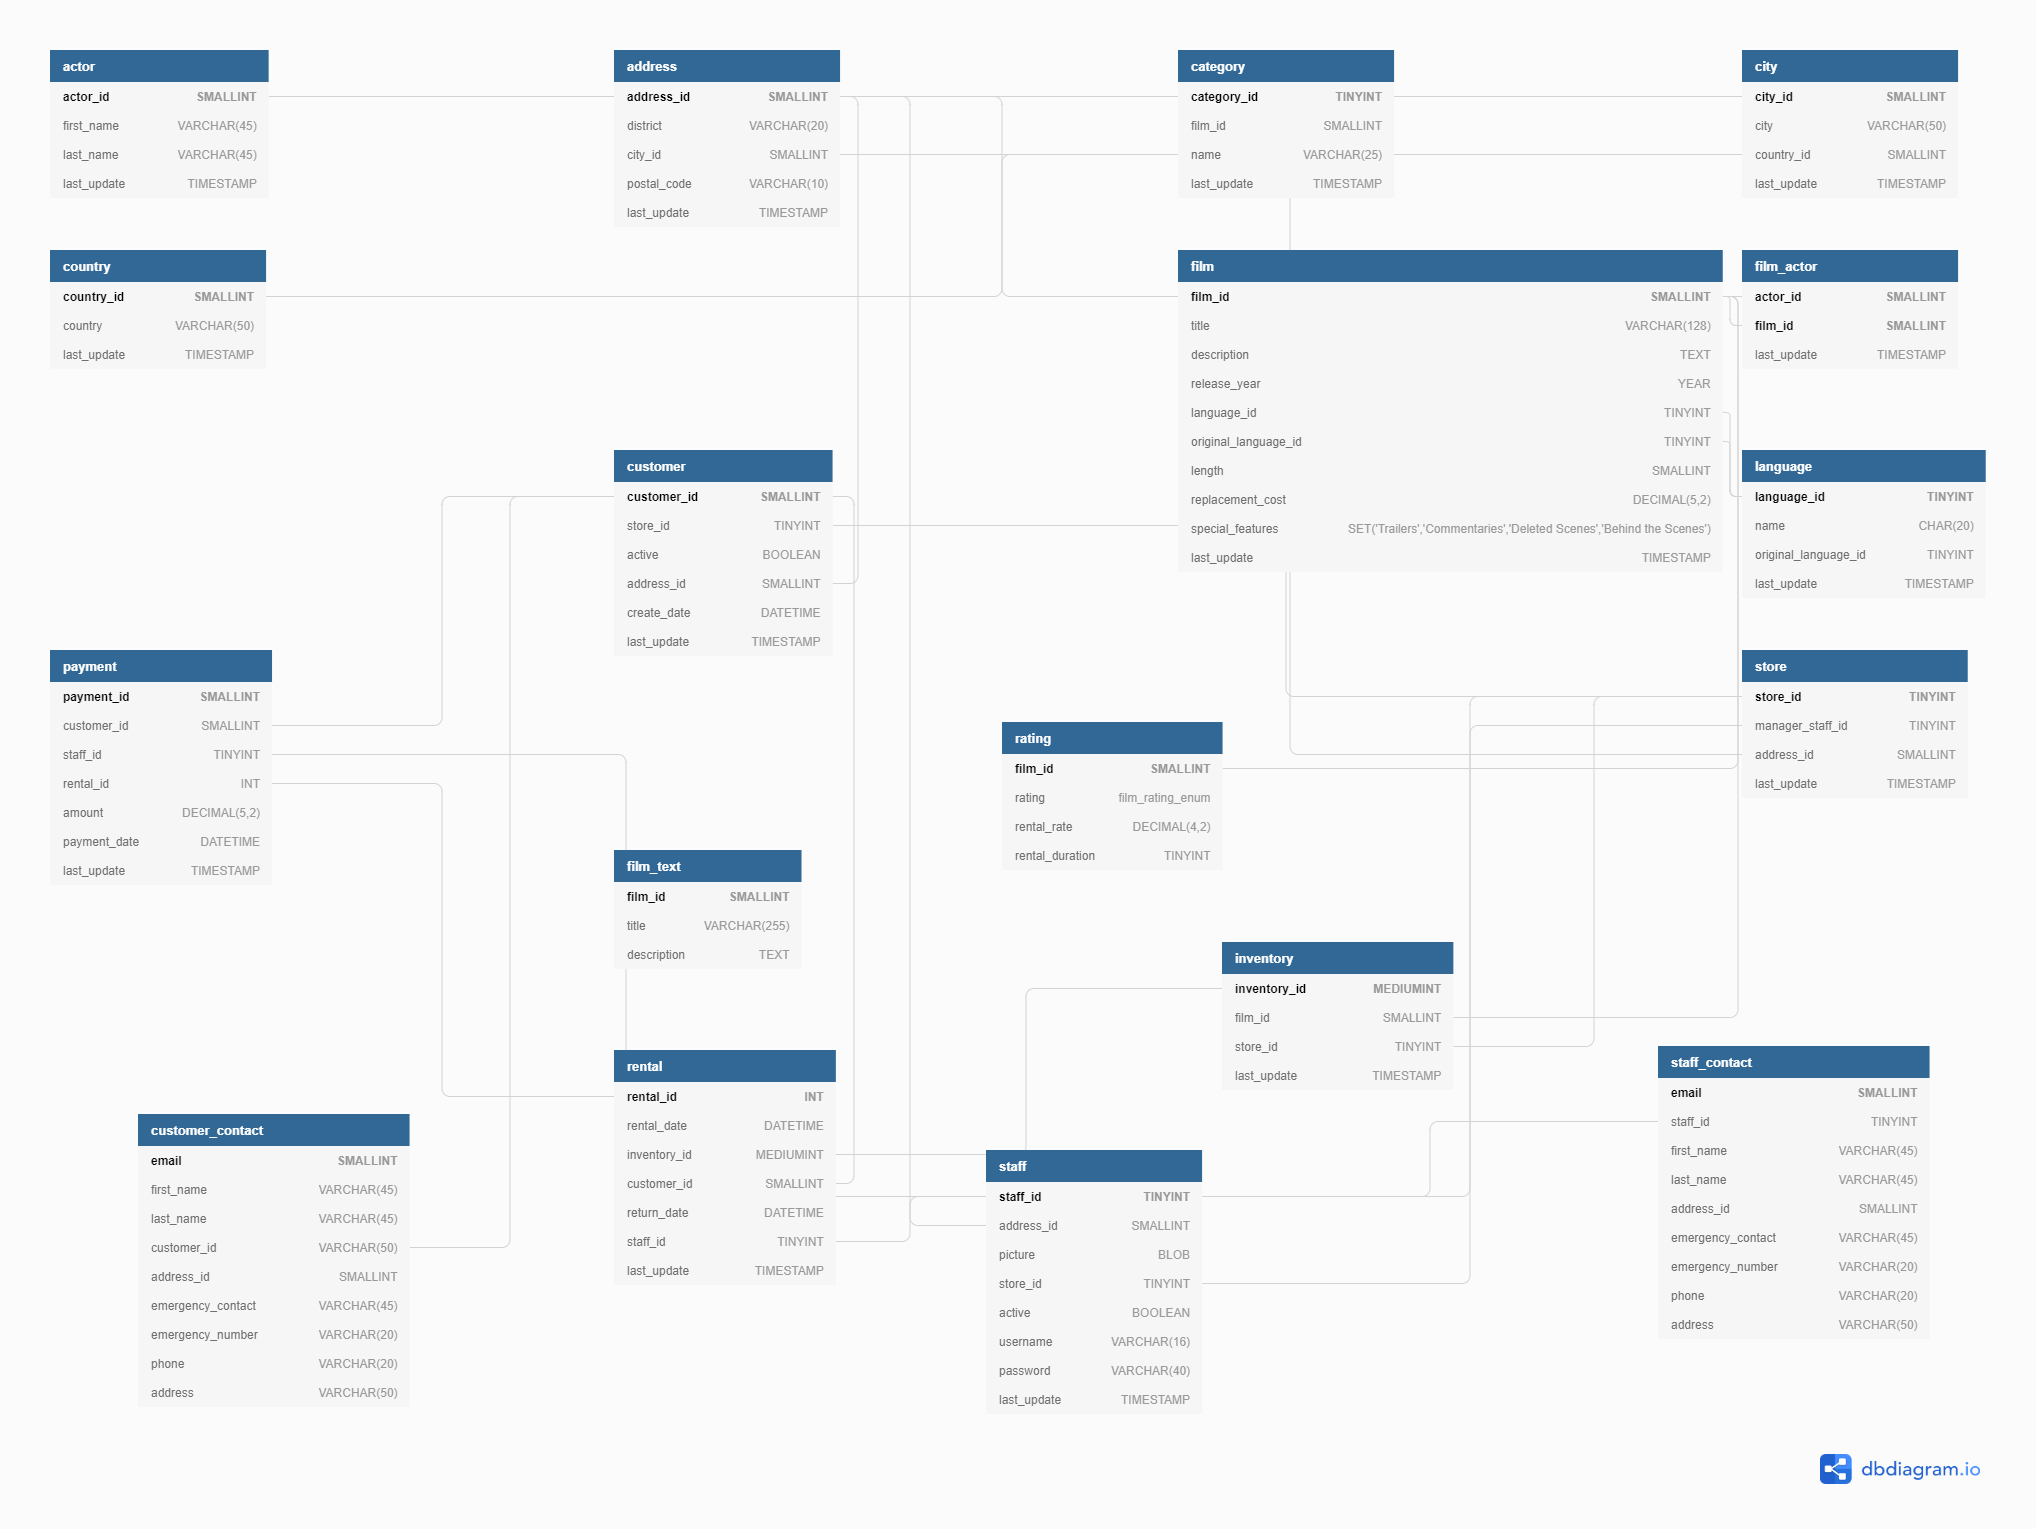 actor
actor_id SMALLINT
first_name VARCHAR(45)
last_name VARCHAR(45)
last_update TIMESTAMP
address
address_id SMALLINT
district VARCHAR(20)
city_id SMALLINT
postal_code VARCHAR(10)
last_update TIMESTAMP
category
category_id TINYINT
film_id SMALLINT
name VARCHAR(25)
last_update TIMESTAMP
city
city_id SMALLINT
city VARCHAR(50)
country_id SMALLINT
last_update TIMESTAMP
country
country_id SMALLINT
country VARCHAR(50)
last_update TIMESTAMP
film
film_id SMALLINT
title VARCHAR(128)
description TEXT
release_year YEAR
language_id TINYINT
original_language_id TINYINT
length SMALLINT
replacement_cost DECIMAL(5,2)
special_features SET('Trailers','Commentaries','Deleted Scenes','Behind the Scenes')
last_update TIMESTAMP
film_actor
actor_id SMALLINT
film_id SMALLINT
last_update TIMESTAMP
customer
customer_id SMALLINT
store_id TINYINT
active BOOLEAN
address_id SMALLINT
create_date DATETIME
last_update TIMESTAMP
language
language_id TINYINT
name CHAR(20)
original_language_id TINYINT
last_update TIMESTAMP
payment
payment_id SMALLINT
customer_id SMALLINT
staff_id TINYINT
rental_id INT
amount DECIMAL(5,2)
payment_date DATETIME
last_update TIMESTAMP
store
store_id TINYINT
manager_staff_id TINYINT
address_id SMALLINT
last_update TIMESTAMP
rating
film_id SMALLINT
rating film_rating_enum
rental_rate DECIMAL(4,2)
rental_duration TINYINT
film_text
film_id SMALLINT
title VARCHAR(255)
description TEXT
inventory
inventory_id MEDIUMINT
film_id SMALLINT
store_id TINYINT
last_update TIMESTAMP
rental
rental_id INT
rental_date DATETIME
inventory_id MEDIUMINT
customer_id SMALLINT
return_date DATETIME
staff_id TINYINT
last_update TIMESTAMP
staff_contact
email SMALLINT
staff_id TINYINT
first_name VARCHAR(45)
last_name VARCHAR(45)
address_id SMALLINT
emergency_contact VARCHAR(45)
emergency_number VARCHAR(20)
phone VARCHAR(20)
address VARCHAR(50)
customer_contact
email SMALLINT
first_name VARCHAR(45)
last_name VARCHAR(45)
customer_id VARCHAR(50)
address_id SMALLINT
emergency_contact VARCHAR(45)
emergency_number VARCHAR(20)
phone VARCHAR(20)
address VARCHAR(50)
staff
staff_id TINYINT
address_id SMALLINT
picture BLOB
store_id TINYINT
active BOOLEAN
username VARCHAR(16)
password VARCHAR(40)
last_update TIMESTAMP
dbdiagram.io